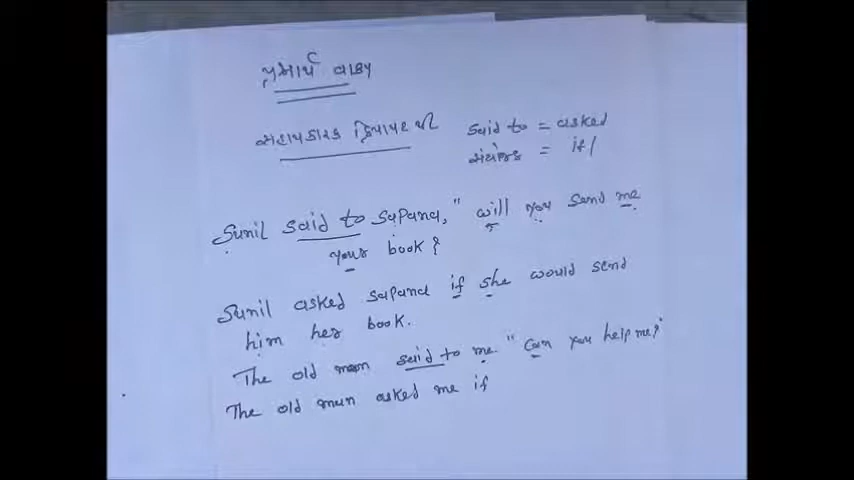 પ્રશ્નાર્થ વાક્ય
સહાયકારક ક્રિયાપદ થી
said to = asked
સંયોજક = if/
Sunil said to sapana, " will you send me
your book?
Sunil asked sapana if she would send
him her book.
The old man said to me " Can you help me?"
The old man asked me if